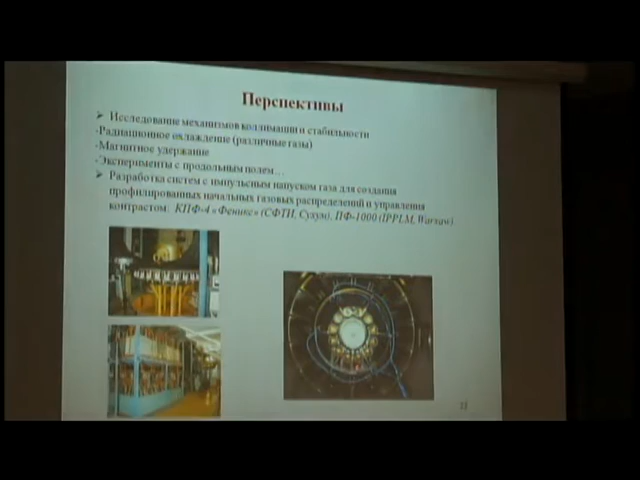 Перспективы
➤ Исследование механизмов коллимации и стабильности
-Радиационное охлаждение (различные газы)
-Магнитное удержание
-Эксперименты с продольным полем…
➤ Разработка систем с импульсным напуском газа для создания
профилированных начальных газовых распределений и управления
контрастом: КПФ-4 «Феникс» (СФТИ, Сухум), ПФ-1000 (IPPLM, Warsaw)